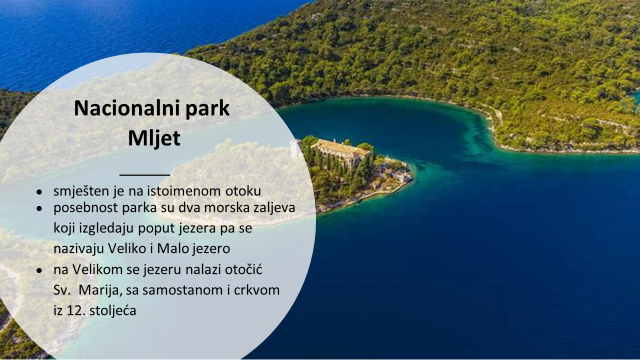 Nacionalni park
Mljet
• smješten je na istoimenom otoku
• posebnost parka su dva morska zaljeva
koji izgledaju poput jezera pa se
nazivaju Veliko i Malo jezero
• na Velikom se jezeru nalazi otočić
Sv. Marija, sa samostanom i crkvom
iz 12. stoljeća